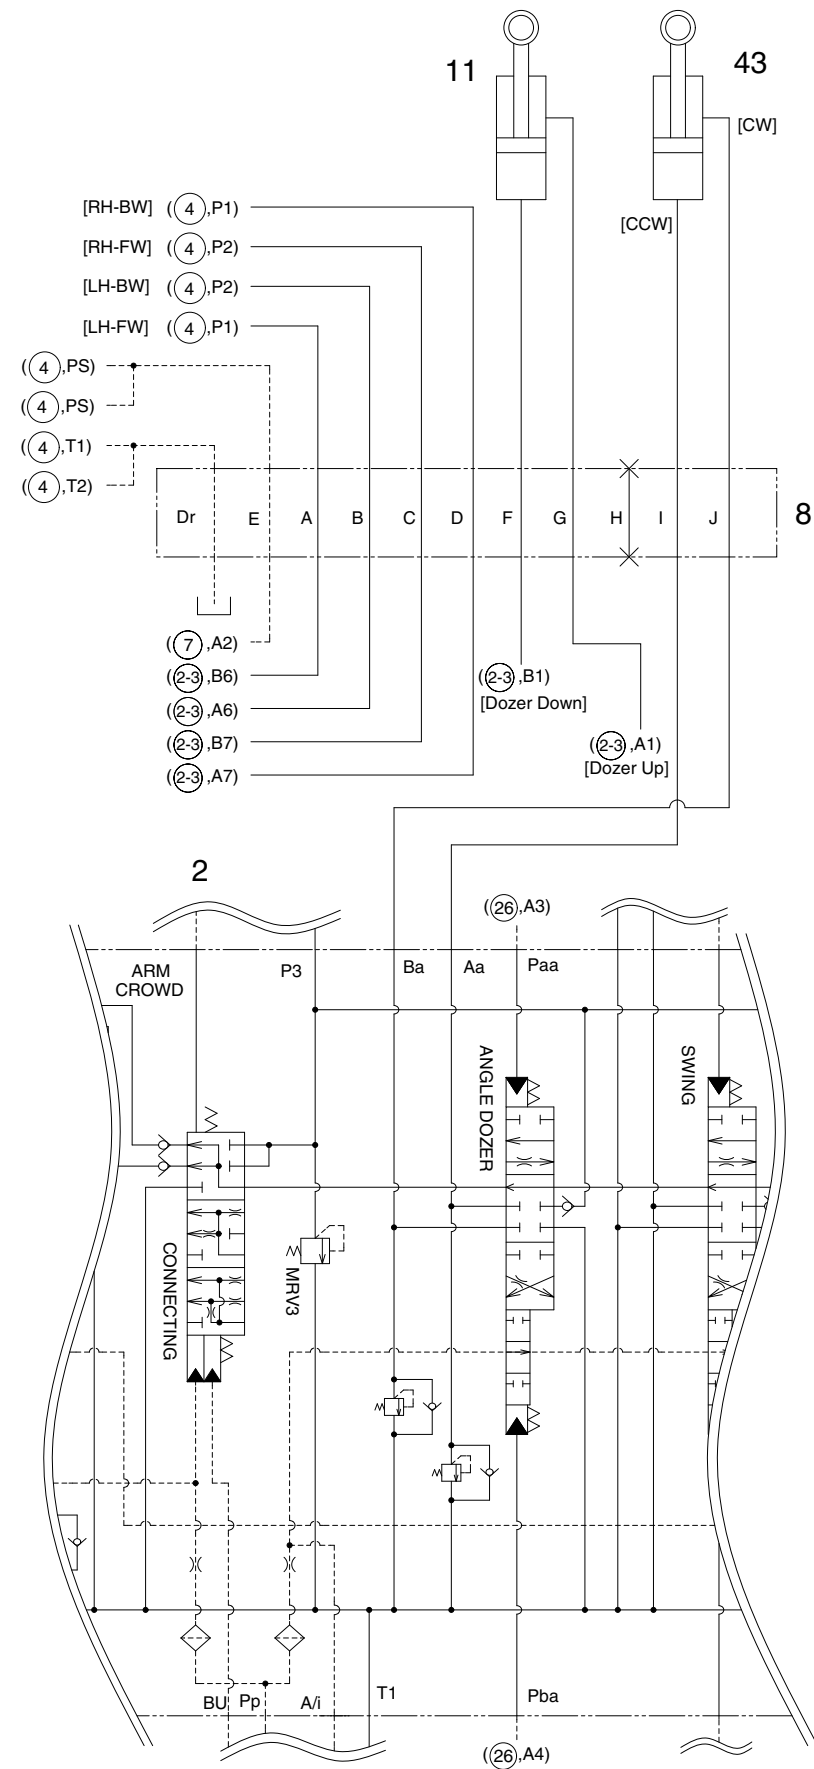 11
43
[CW]
[CCW]
[RH-BW] (4,P1)
[RH-FW] (4,P2)
[LH-BW] (4,P2)
[LH-FW] (4,P1)
(4,PS)
(4,PS)
(4,T1)
(4,T2)
Dr E A B C D F G H I J
8
(7,A2)
(2-3,B6)
(2-3,A6)
(2-3,B7)
(2-3,A7)
(2-3,B1)
[Dozer Down]
(2-3,A1)
[Dozer Up]
2
(26,A3)
ARM
CROWD
P3
Ba
Aa
Paa
ANGLE DOZER
SWING
CONNECTING
MRV3
BU
Pp
A/i
T1
Pba
(26,A4)